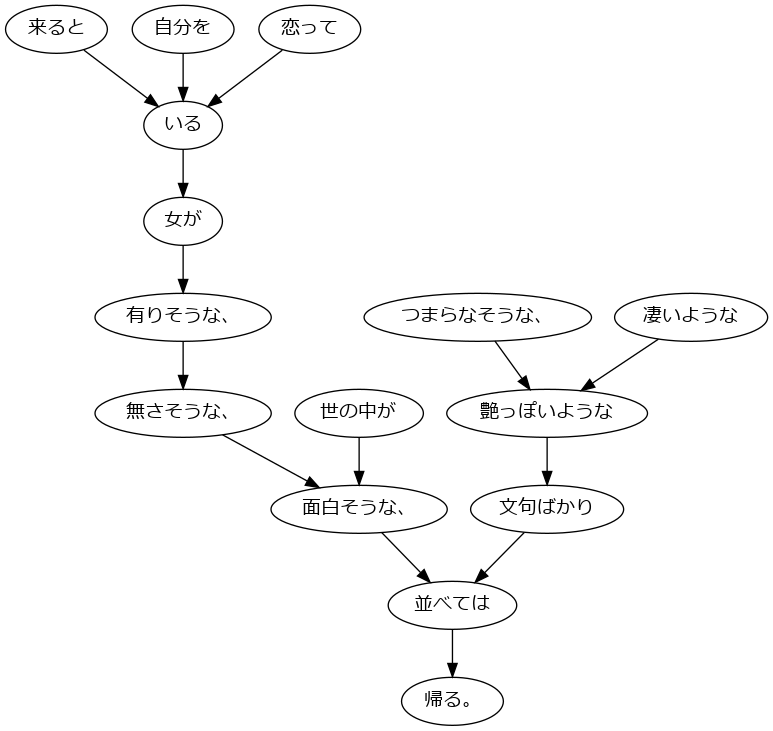 来ると 自分を 恋って
いる
女が
有りそうな、 つまらなそうな、 凄いような
無さそうな、 世の中が 艶っぽいような
面白そうな、 文句ばかり
並べては
帰る。